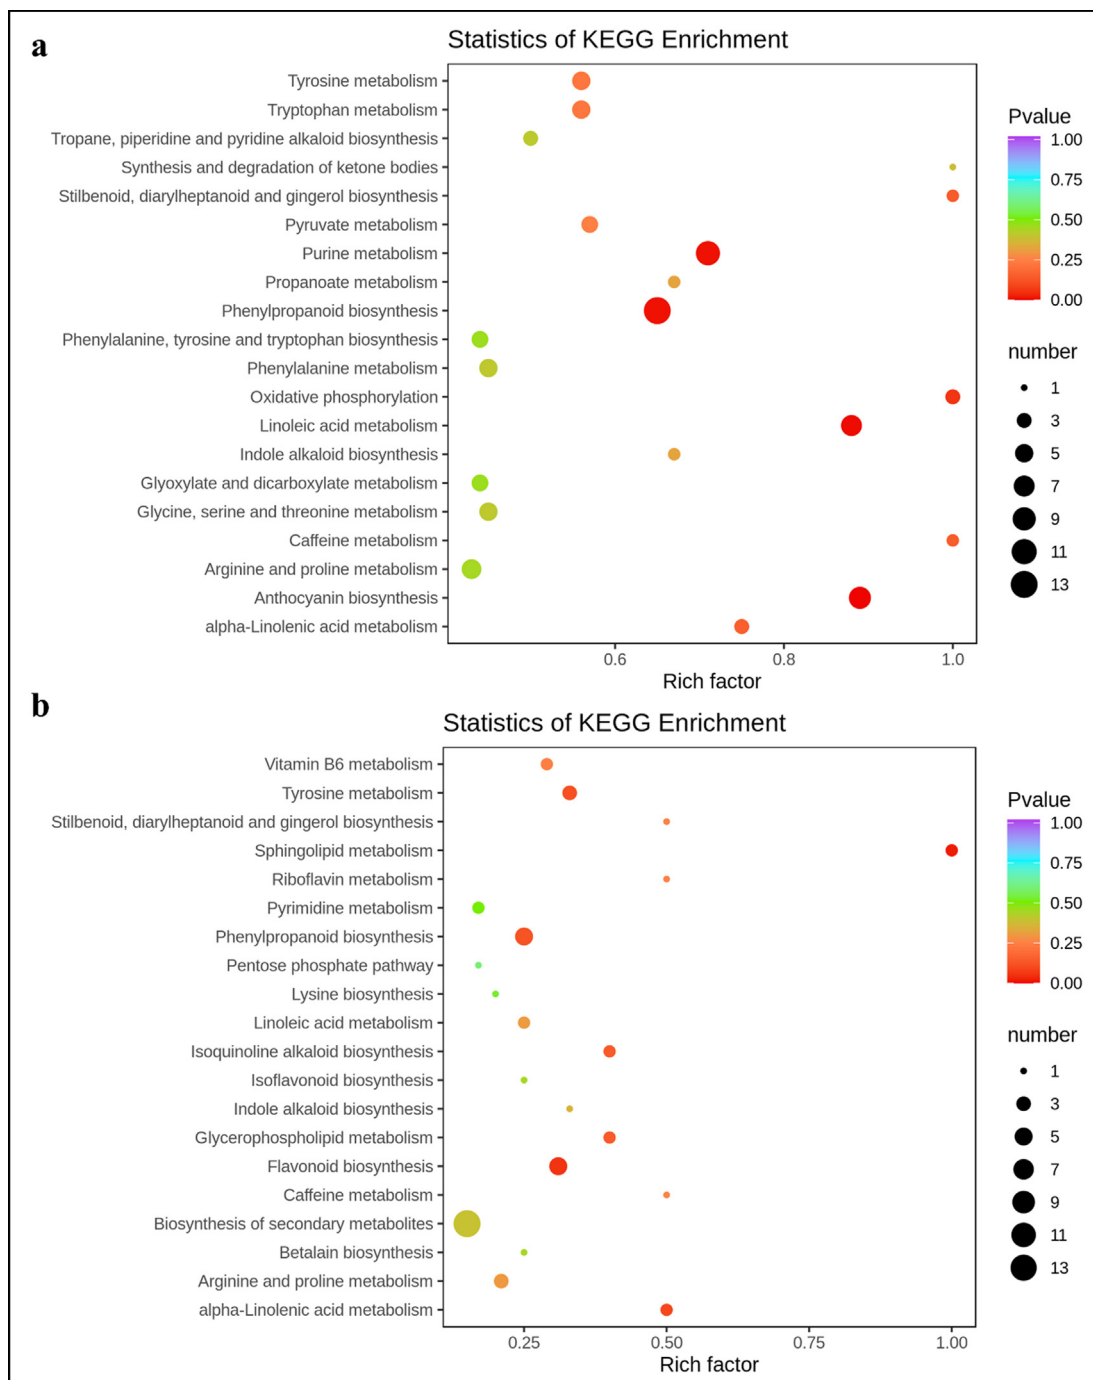 a
Statistics of KEGG Enrichment
Tyrosine metabolism
Tryptophan metabolism
Tropane, piperidine and pyridine alkaloid biosynthesis
Synthesis and degradation of ketone bodies
Stilbenoid, diarylheptanoid and gingerol biosynthesis
Pyruvate metabolism
Purine metabolism
Propanoate metabolism
Phenylpropanoid biosynthesis
Phenylalanine, tyrosine and tryptophan biosynthesis
Phenylalanine metabolism
Oxidative phosphorylation
Linoleic acid metabolism
Indole alkaloid biosynthesis
Glyoxylate and dicarboxylate metabolism
Glycine, serine and threonine metabolism
Caffeine metabolism
Arginine and proline metabolism
Anthocyanin biosynthesis
alpha-Linolenic acid metabolism
0.6 0.8 1.0
Rich factor
Pvalue
1.00
0.75
0.50
0.25
0.00
number
1
3
5
7
9
11
13
b
Statistics of KEGG Enrichment
Vitamin B6 metabolism
Tyrosine metabolism
Stilbenoid, diarylheptanoid and gingerol biosynthesis
Sphingolipid metabolism
Riboflavin metabolism
Pyrimidine metabolism
Phenylpropanoid biosynthesis
Pentose phosphate pathway
Lysine biosynthesis
Linoleic acid metabolism
Isoquinoline alkaloid biosynthesis
Isoflavonoid biosynthesis
Indole alkaloid biosynthesis
Glycerophospholipid metabolism
Flavonoid biosynthesis
Caffeine metabolism
Biosynthesis of secondary metabolites
Betalain biosynthesis
Arginine and proline metabolism
alpha-Linolenic acid metabolism
0.25 0.50 0.75 1.00
Rich factor
Pvalue
1.00
0.75
0.50
0.25
0.00
number
1
3
5
7
9
11
13